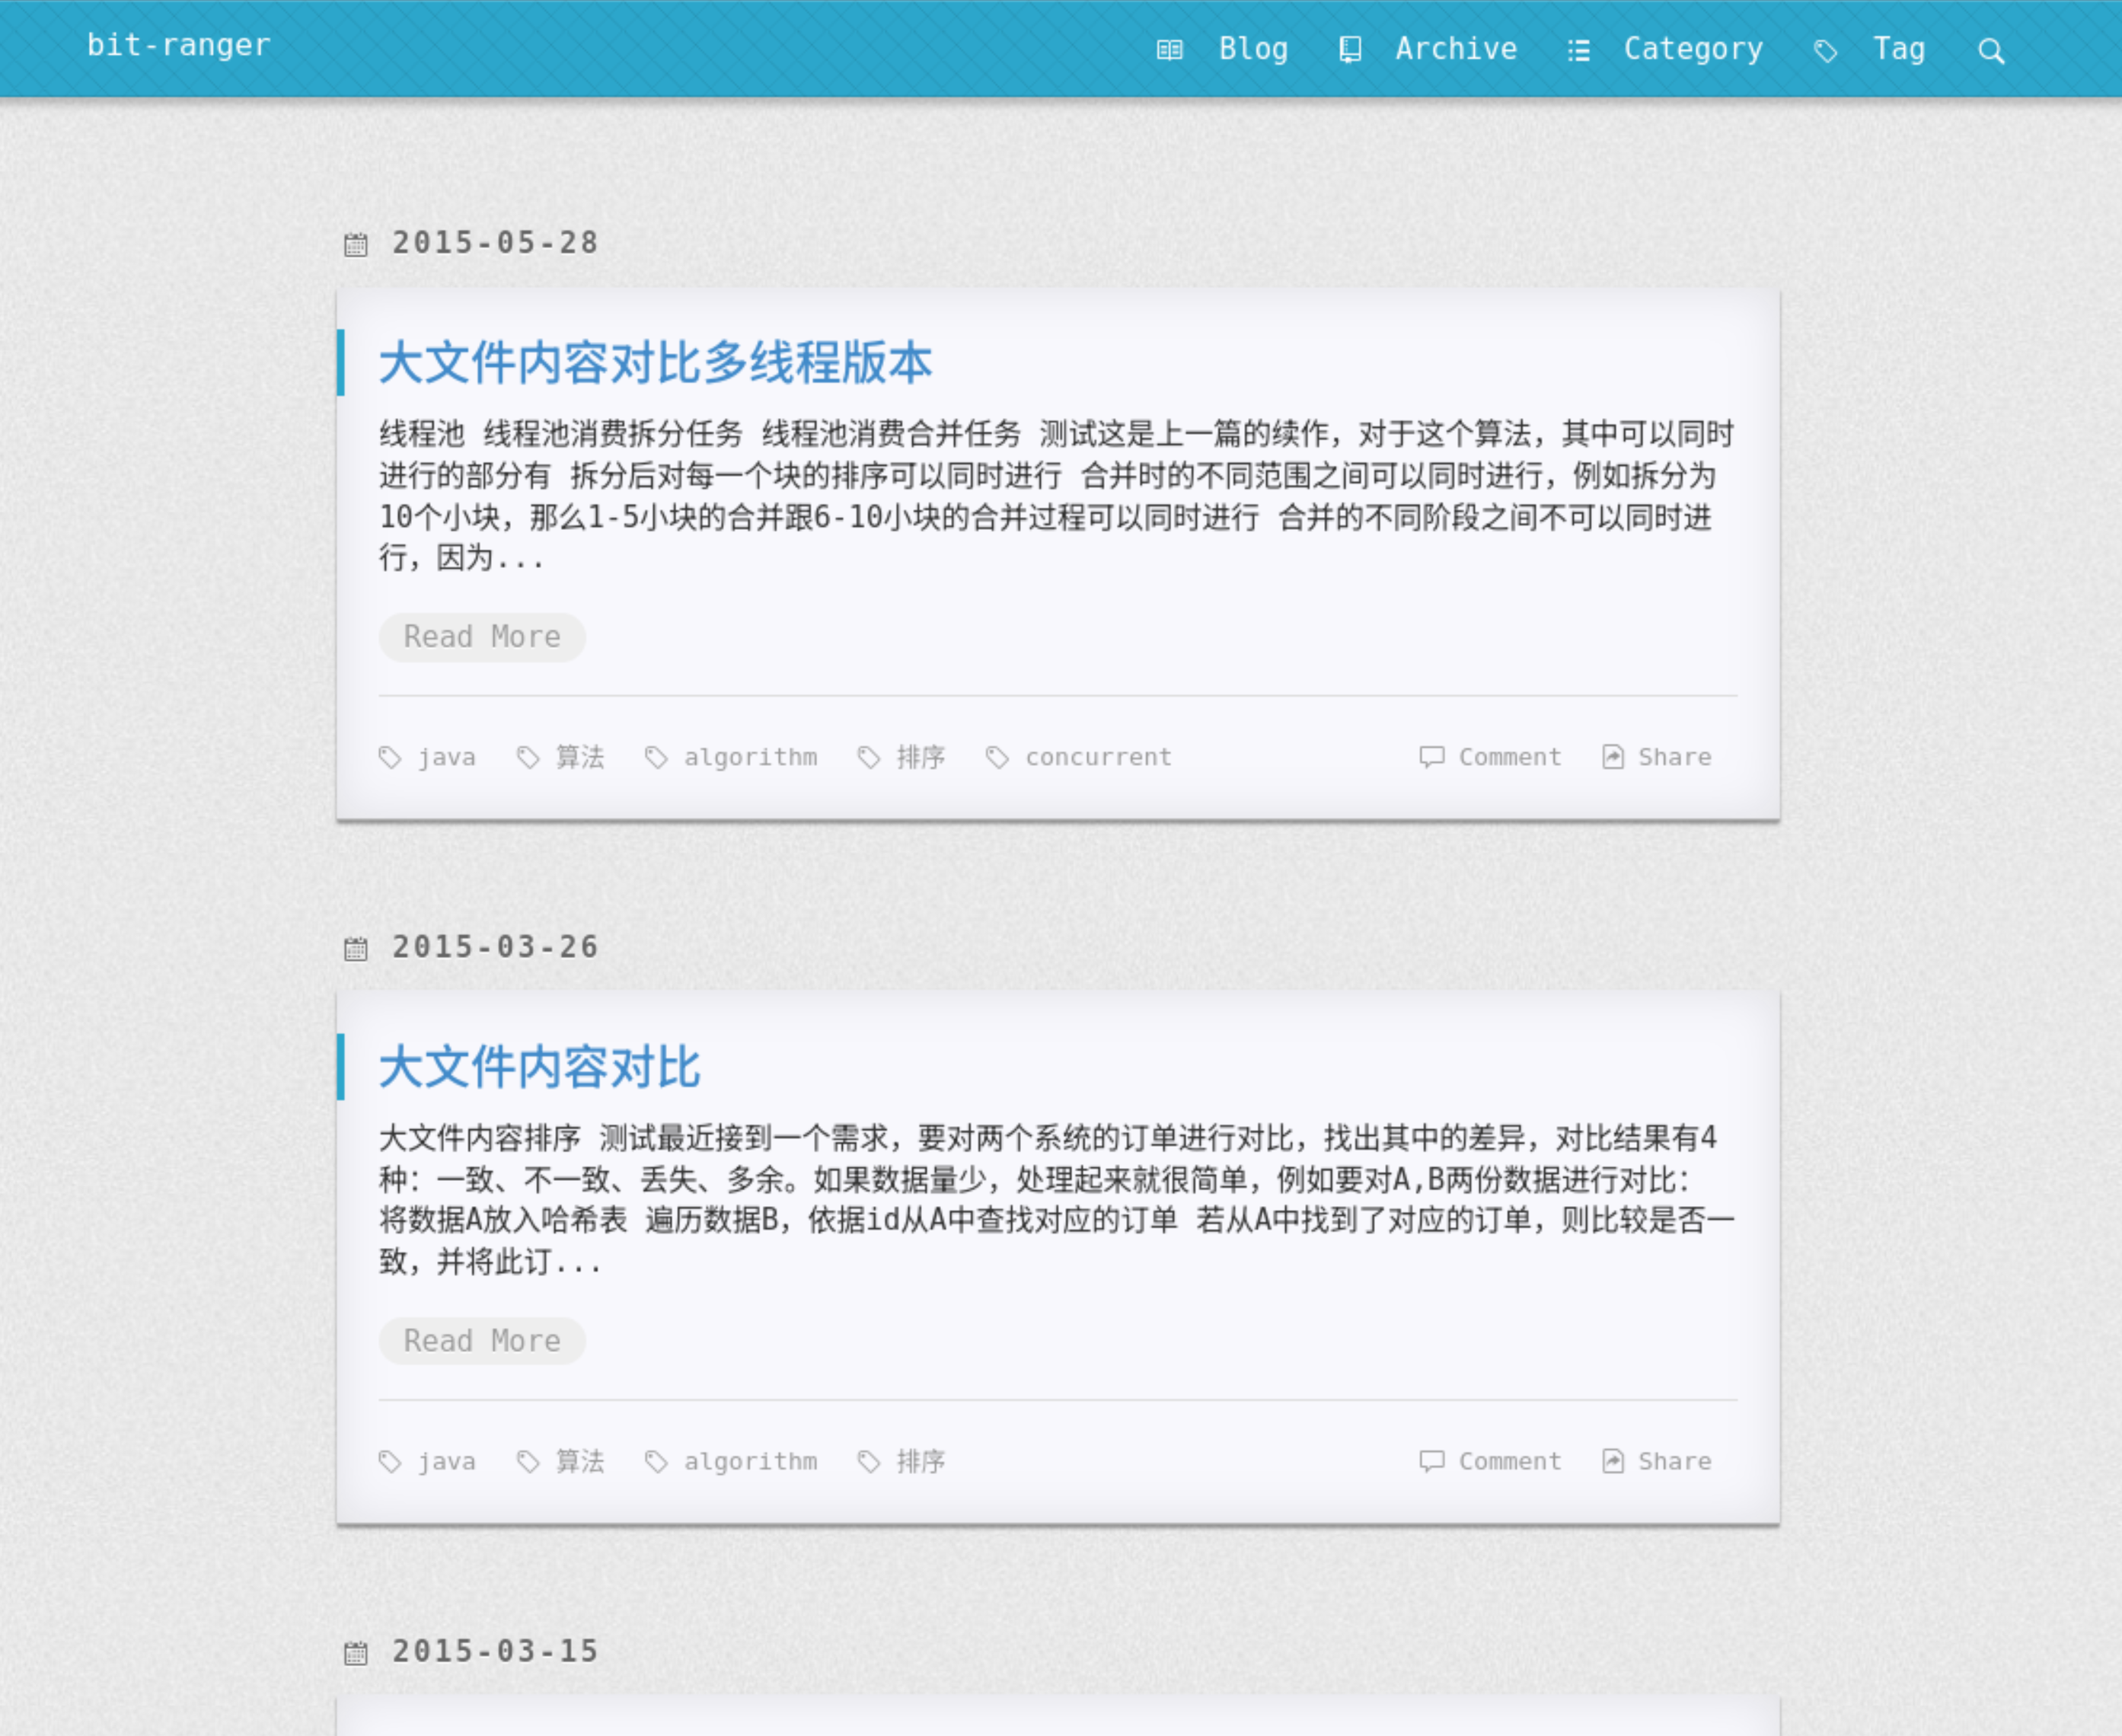 bit-ranger
Blog Archive Category Tag
2015-05-28
大文件内容对比多线程版本
线程池 线程池消费拆分任务 线程池消费合并任务 测试这是上一篇的续作，对于这个算法，其中可以同时
进行的部分有 拆分后对每一个块的排序可以同时进行 合并时的不同范围之间可以同时进行，例如拆分为
10个小块，那么1-5小块的合并跟6-10小块的合并过程可以同时进行 合并的不同阶段之间不可以同时进
行，因为...
Read More
java 算法 algorithm 排序 concurrent Comment Share
2015-03-26
大文件内容对比
大文件内容排序 测试最近接到一个需求，要对两个系统的订单进行对比，找出其中的差异，对比结果有4
种：一致、不一致、丢失、多余。如果数据量少，处理起来就很简单，例如要对A,B两份数据进行对比：
将数据A放入哈希表 遍历数据B，依据id从A中查找对应的订单 若从A中找到了对应的订单，则比较是否一
致，并将此订...
Read More
java 算法 algorithm 排序 Comment Share
2015-03-15